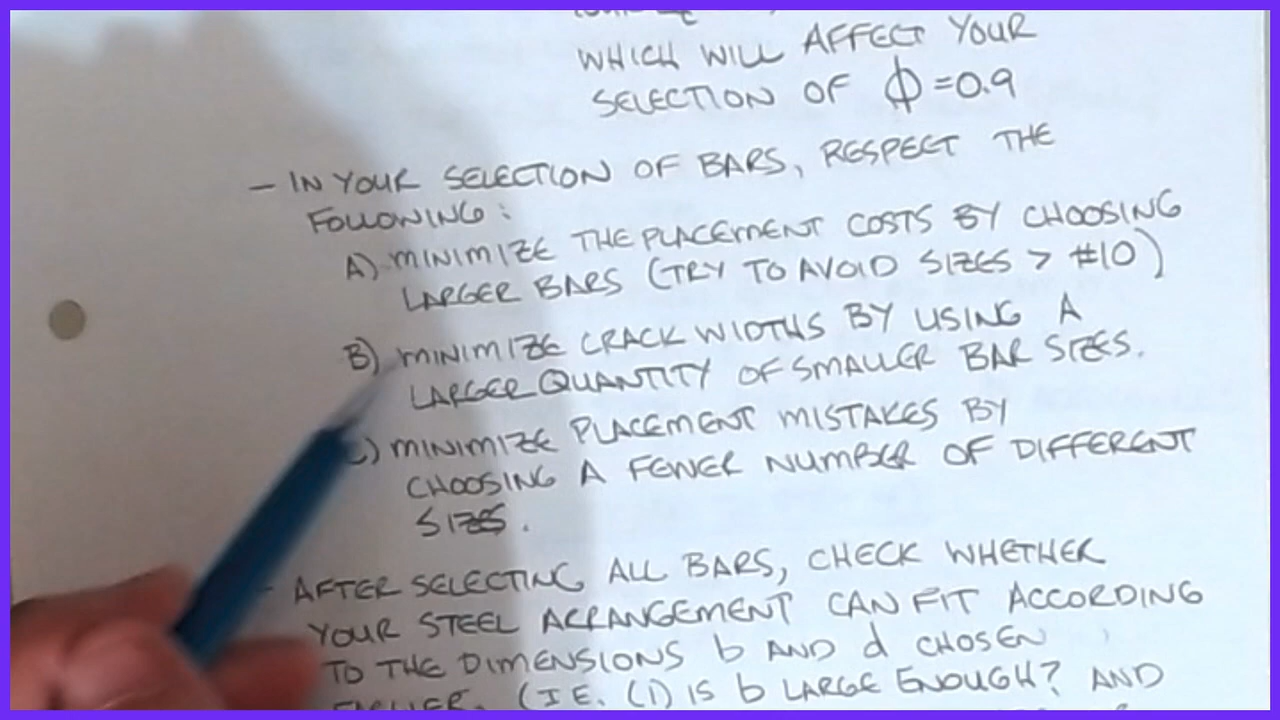 WHICH WILL AFFECT YOUR
SELECTION OF ϕ=0.9
- IN YOUR SELECTION OF BARS, RESPECT THE
FOLLOWING:
A) MINIMIZE THE PLACEMENT COSTS BY CHOOSING
LARGER BARS (TRY TO AVOID SIZES > #10)
B) MINIMIZE CRACK WIDTHS BY USING A
LARGER QUANTITY OF SMALLER BAR SIZES.
C) MINIMIZE PLACEMENT MISTAKES BY
CHOOSING A FEWER NUMBER OF DIFFERENT
SIZES.
- AFTER SELECTING ALL BARS, CHECK WHETHER
YOUR STEEL ARRANGEMENT CAN FIT ACCORDING
TO THE DIMENSIONS b AND d CHOSEN
EARLIER. (IE. (1) IS b LARGE ENOUGH? AND